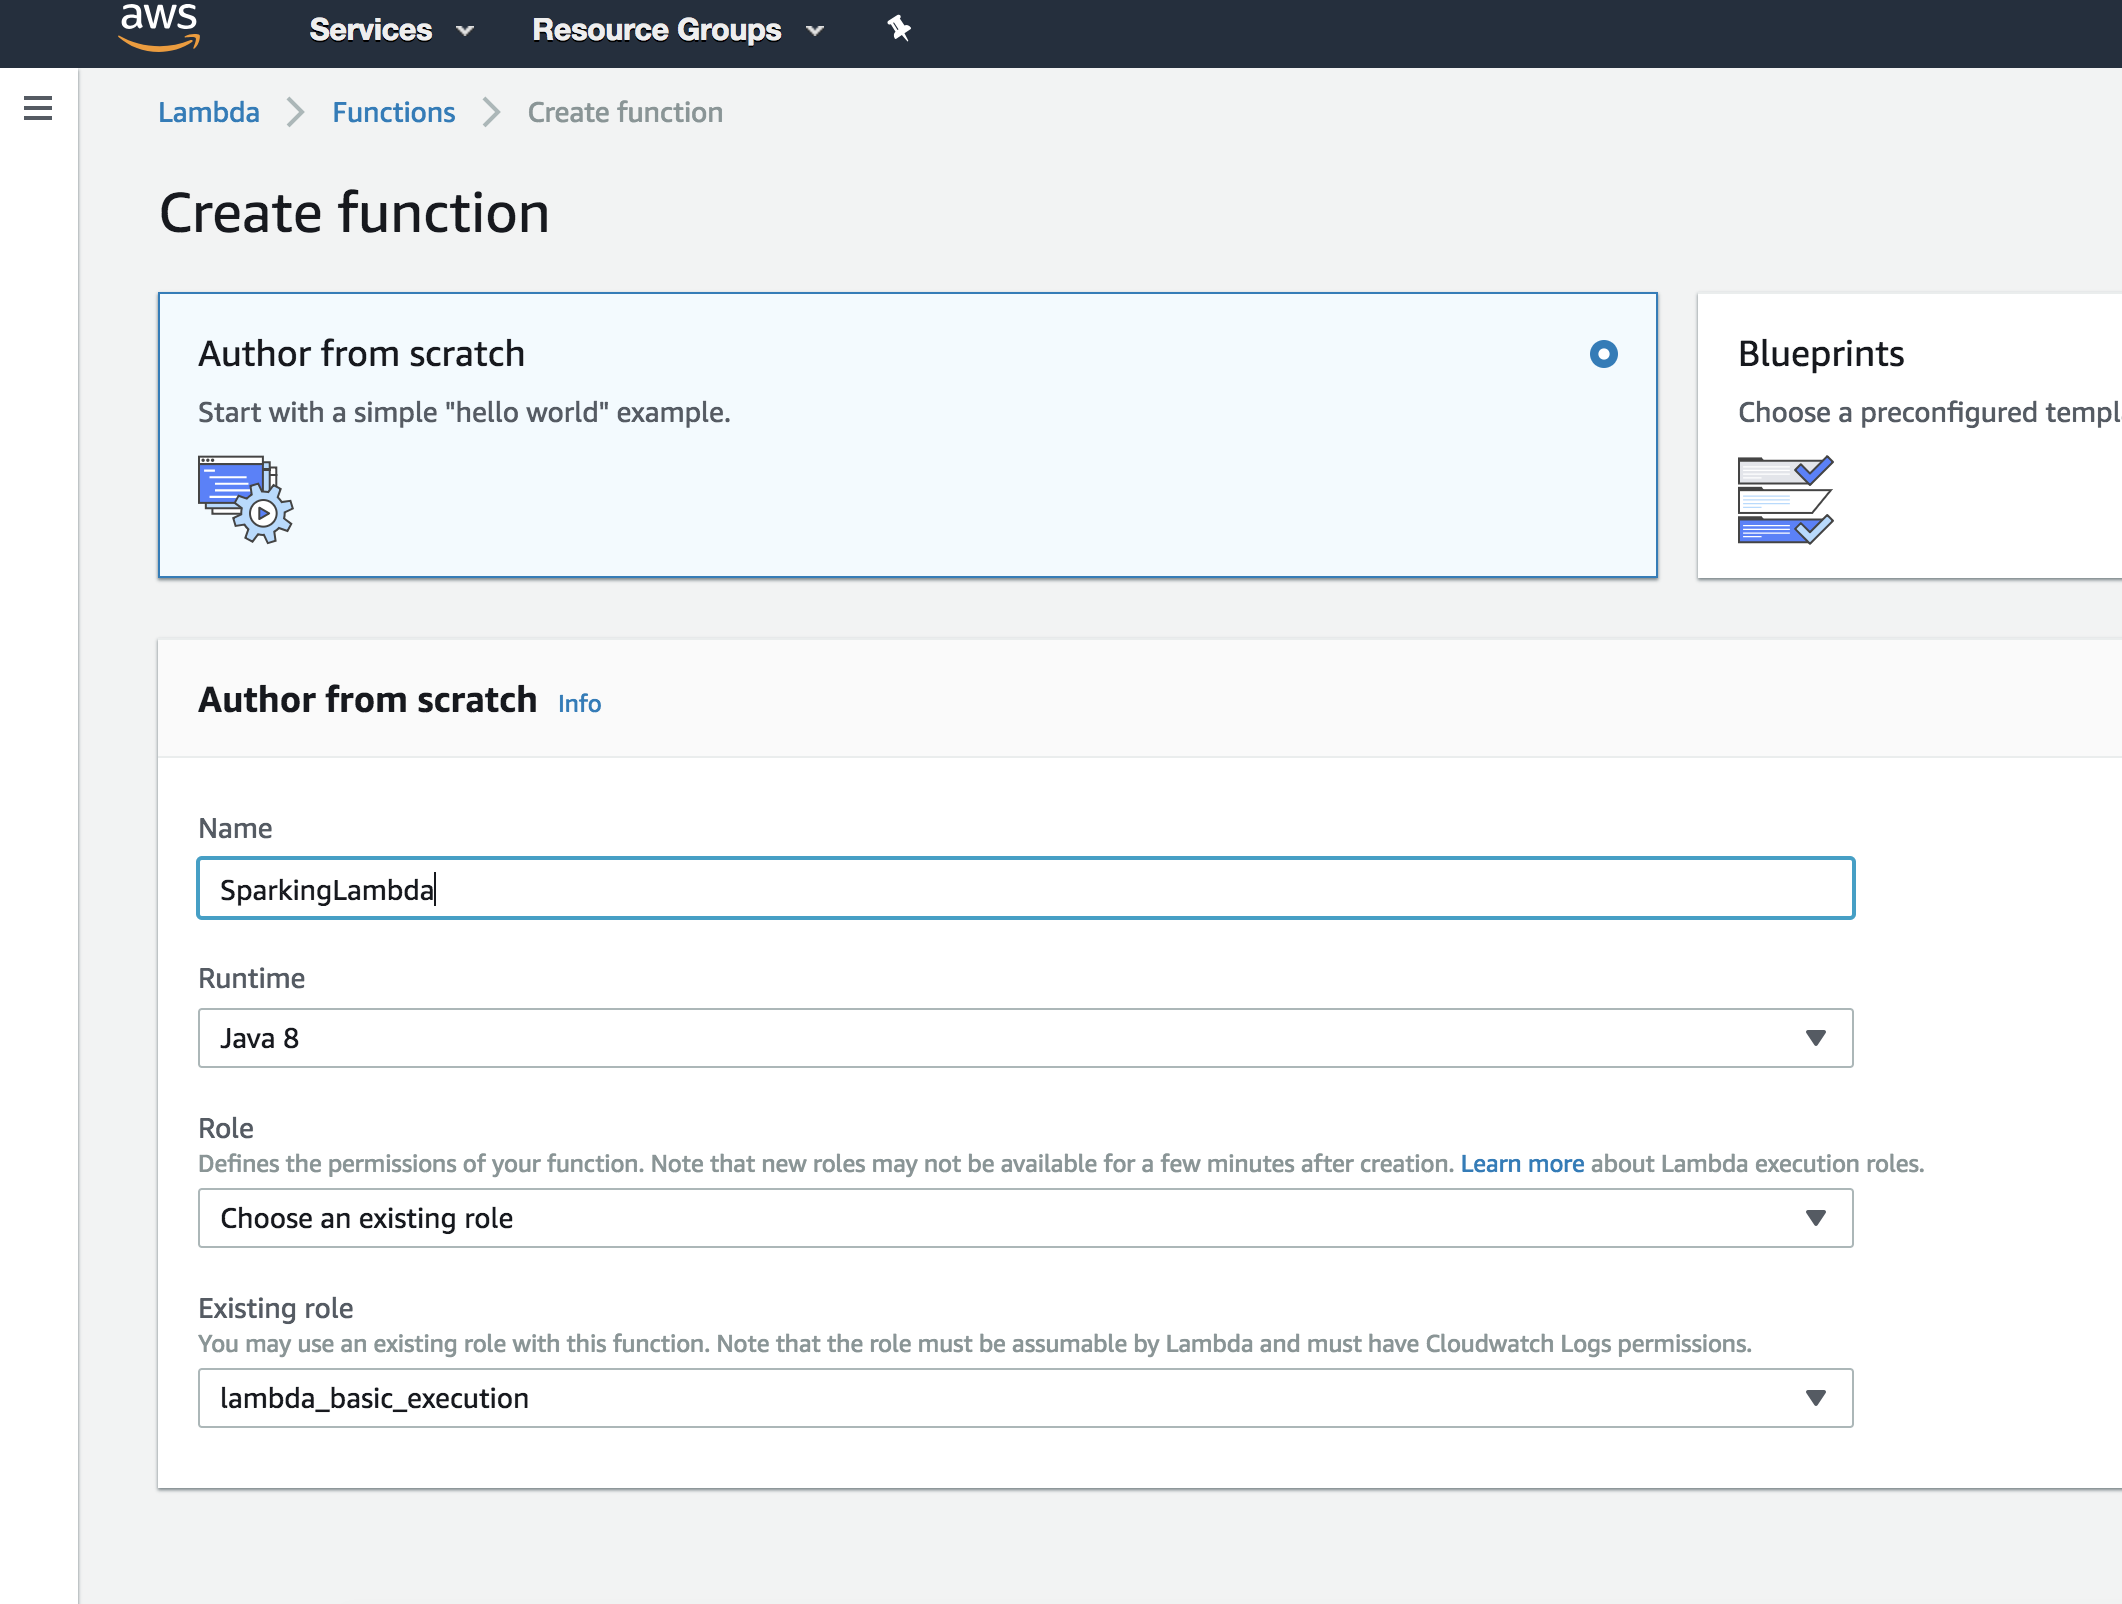 aws Services Resource Groups
Lambda Functions Create function
Create function
Author from scratch
Start with a simple "hello world" example.
Blueprints
Choose a preconfigured templ
Author from scratch Info
Name
SparkingLambda
Runtime
Java 8
Role
Defines the permissions of your function. Note that new roles may not be available for a few minutes after creation. Learn more about Lambda execution roles.
Choose an existing role
Existing role
You may use an existing role with this function. Note that the role must be assumable by Lambda and must have Cloudwatch Logs permissions.
lambda_basic_execution